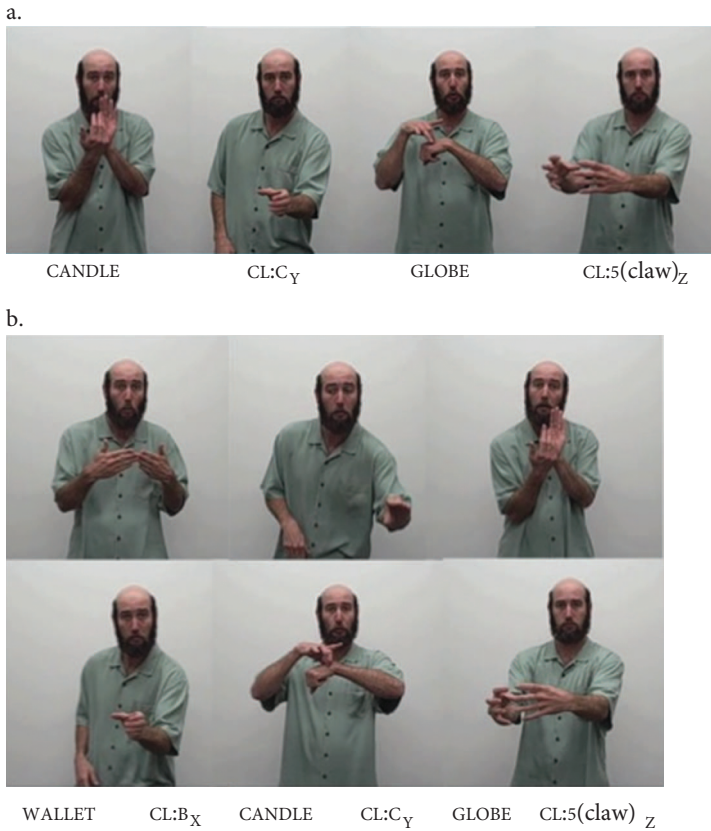 a.
CANDLE CL:CY GLOBE CL:5(claw)Z
b.
WALLET CL:BX CANDLE CL:CY GLOBE CL:5(claw) Z